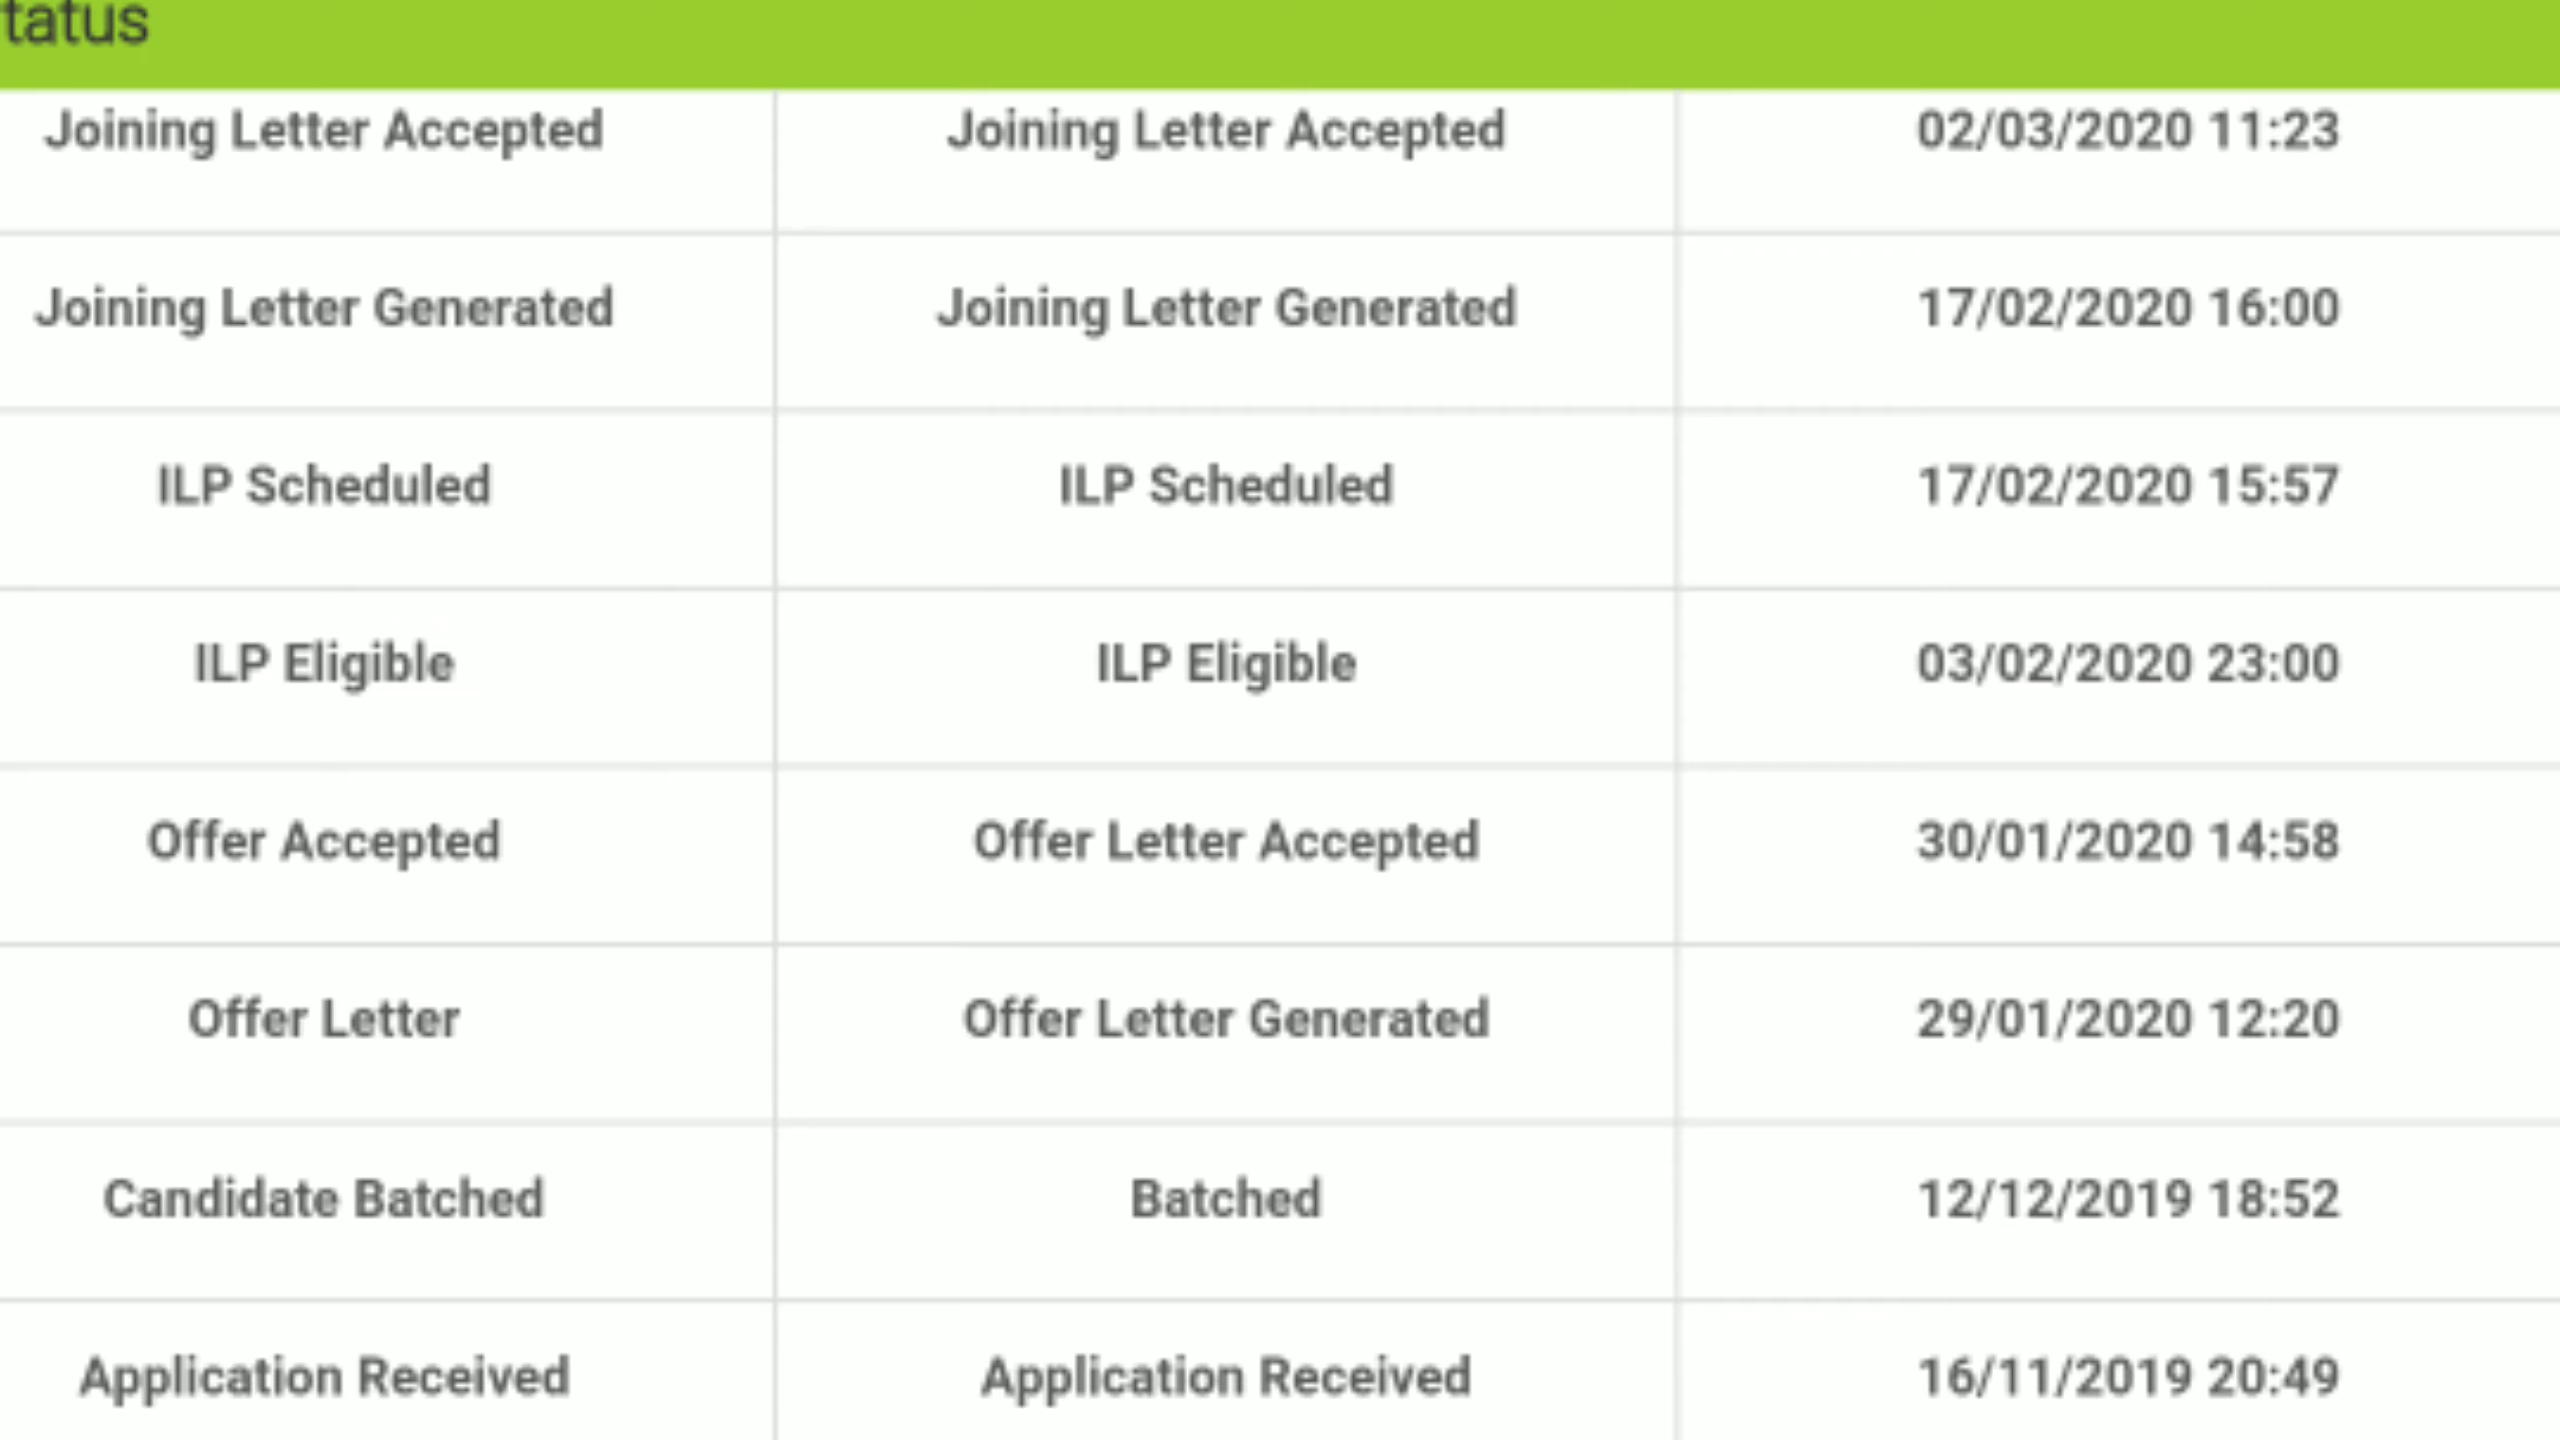 tatus
Joining Letter Accepted Joining Letter Accepted 02/03/2020 11:23
Joining Letter Generated Joining Letter Generated 17/02/2020 16:00
ILP Scheduled ILP Scheduled 17/02/2020 15:57
ILP Eligible ILP Eligible 03/02/2020 23:00
Offer Accepted Offer Letter Accepted 30/01/2020 14:58
Offer Letter Offer Letter Generated 29/01/2020 12:20
Candidate Batched Batched 12/12/2019 18:52
Application Received Application Received 16/11/2019 20:49